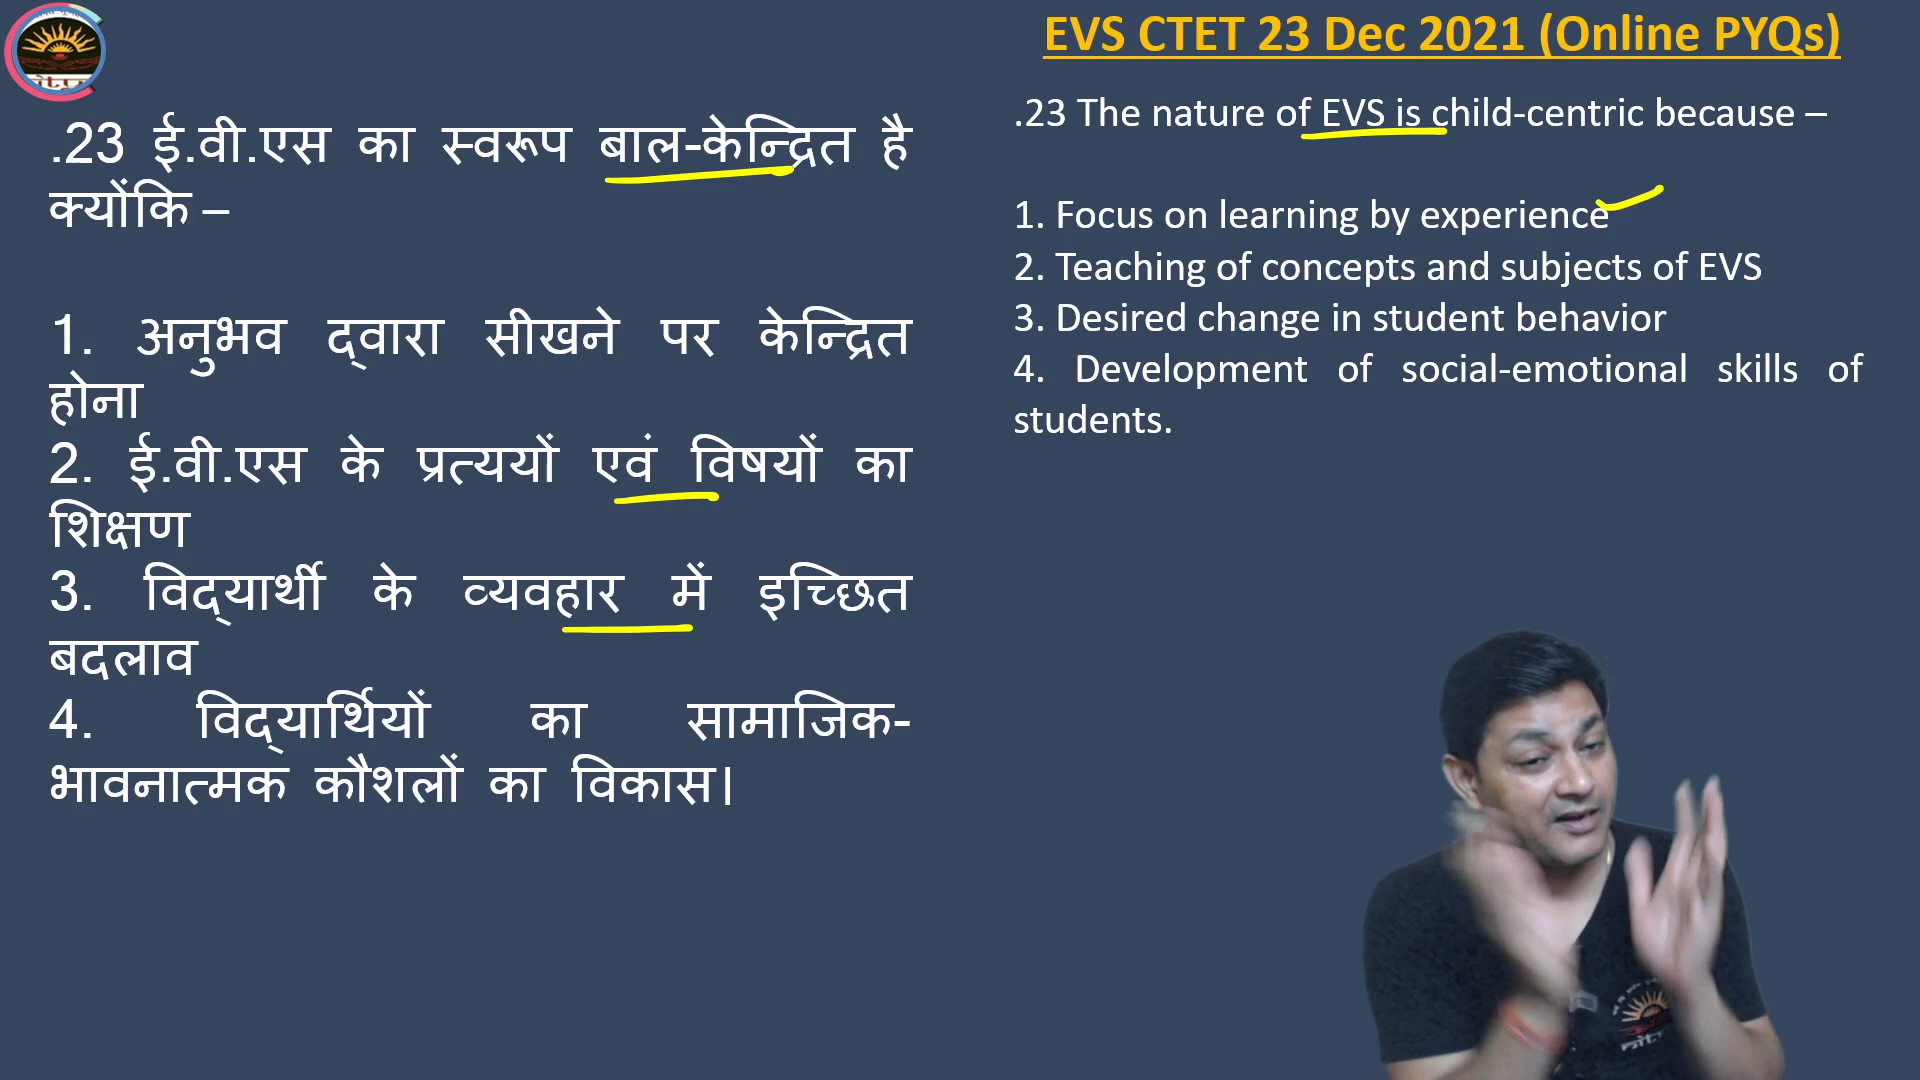 EVS CTET 23 Dec 2021 (Online PYQs)
.23 ई.वी.एस का स्वरूप बाल-केन्द्रित है
क्योंकि –
1. अनुभव द्वारा सीखने पर केन्द्रित
होना
2. ई.वी.एस के प्रत्ययों एवं विषयों का
शिक्षण
3. विद्यार्थी के व्यवहार में इच्छित
बदलाव
4. विद्यार्थियों का सामाजिक-
भावनात्मक कौशलों का विकास।
.23 The nature of EVS is child-centric because –
1. Focus on learning by experience
2. Teaching of concepts and subjects of EVS
3. Desired change in student behavior
4. Development of social-emotional skills of
students.